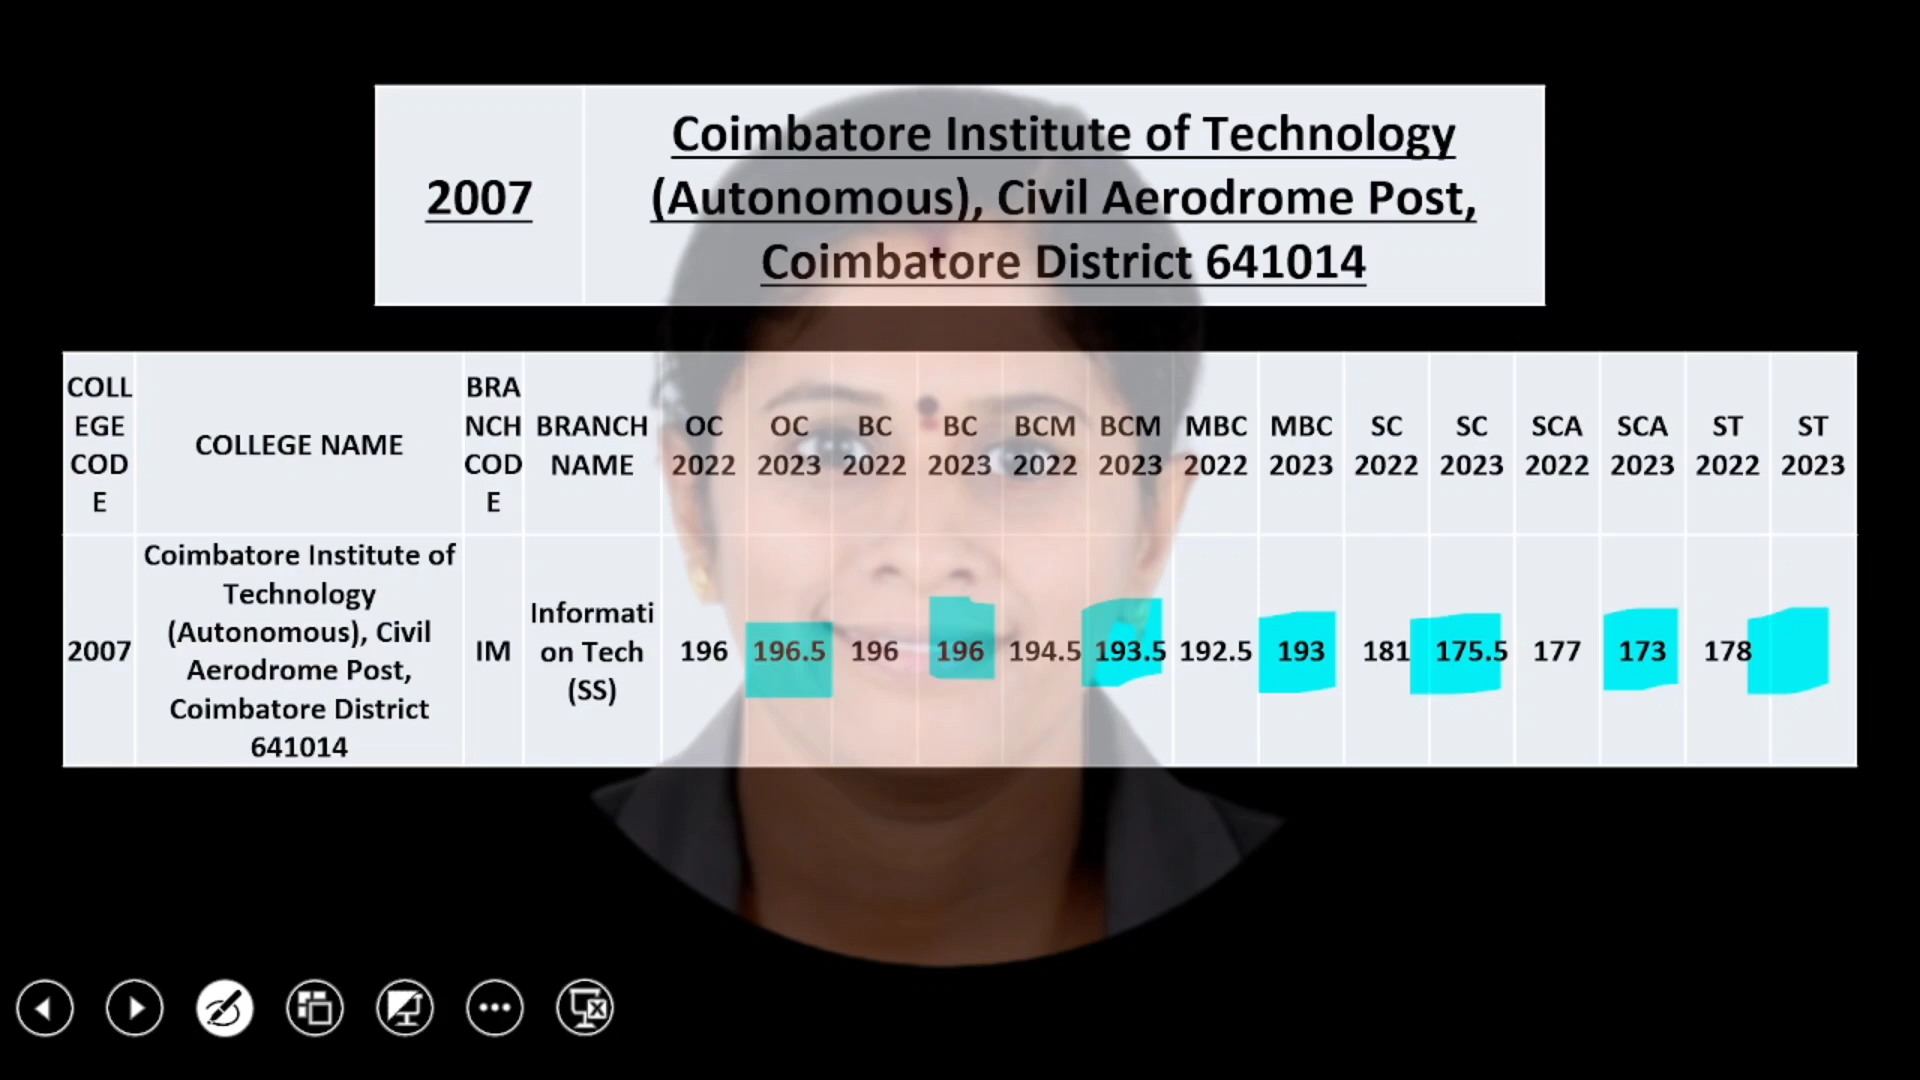 2007
Coimbatore Institute of Technology
(Autonomous), Civil Aerodrome Post,
Coimbatore District 641014
COLL
EGE
COD
E
COLLEGE NAME
BRA
NCH
COD
E
BRANCH
NAME
OC
2022
OC
2023
BC
2022
BC
2023
BCM
2022
BCM
2023
MBC
2022
MBC
2023
SC
2022
SC
2023
SCA
2022
SCA
2023
ST
2022
ST
2023
2007
Coimbatore Institute of
Technology
(Autonomous), Civil
Aerodrome Post,
Coimbatore District
641014
IM
Informati
on Tech
(SS)
196
196.5
196
196
194.5
193.5
192.5
193
181
175.5
177
173
178